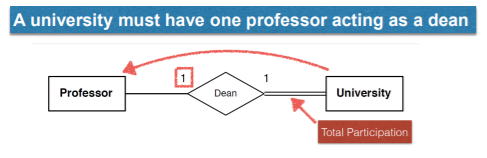 A university must have one professor acting as a dean
1 1
Professor Dean University
Total Participation